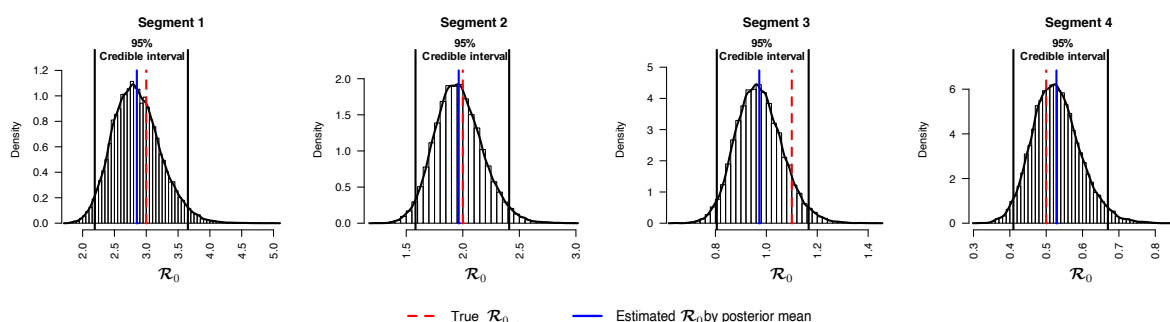 Segment 1
95%
Credible interval
Density
0.0
0.2
0.4
0.6
0.8
1.0
1.2
2.0
2.5
3.0
3.5
4.0
4.5
5.0
R₀
Segment 2
95%
Credible interval
Density
0.0
0.5
1.0
1.5
2.0
1.5
2.0
2.5
3.0
R₀
Segment 3
95%
Credible interval
Density
0
1
2
3
4
5
0.8
1.0
1.2
1.4
R₀
Segment 4
95%
Credible interval
Density
0
2
4
6
0.3
0.4
0.5
0.6
0.7
0.8
R₀
True R₀
Estimated R₀ by posterior mean